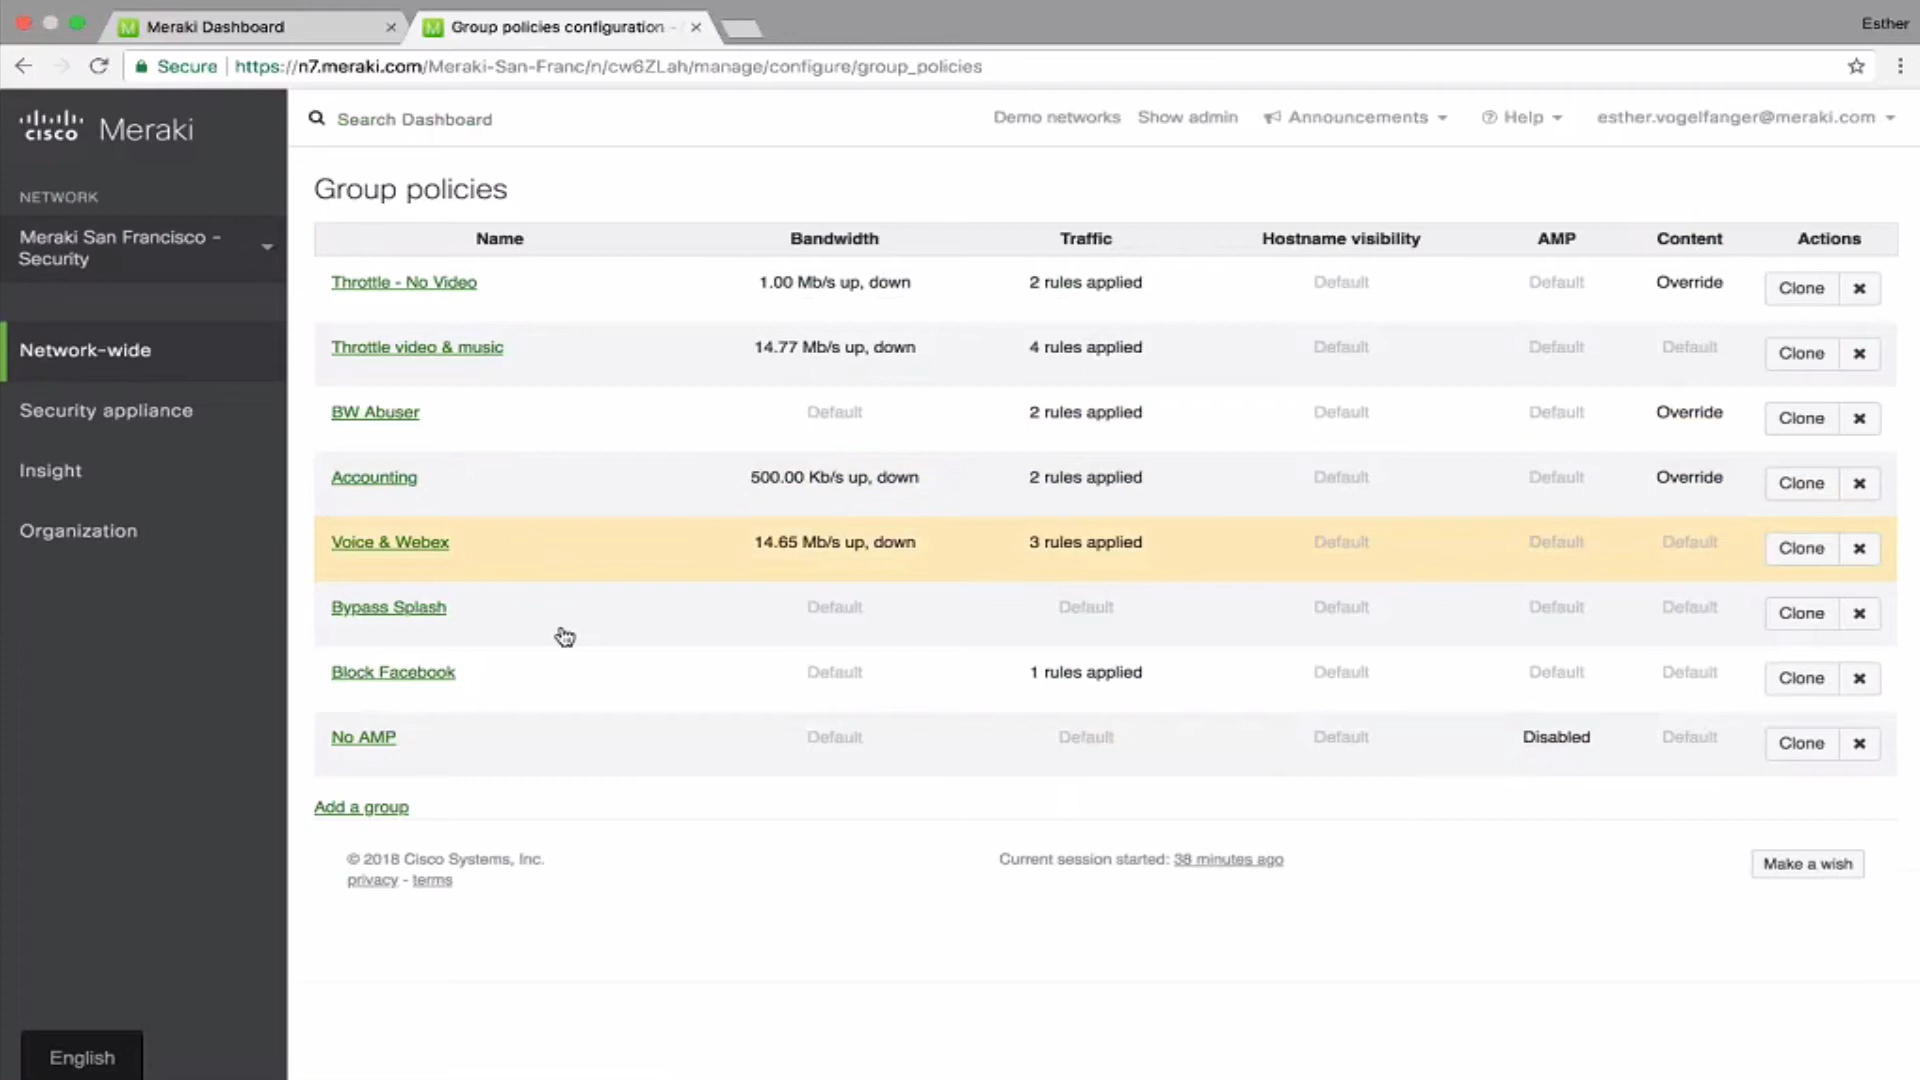 Meraki Dashboard
Group policies configuration -
Esther
Secure
https://n7.meraki.com/Meraki-San-Franc/n/cw6ZLah/manage/configure/group_policies
cisco Meraki
Search Dashboard
Demo networks Show admin Announcements Help esther.vogelfanger@meraki.com
NETWORK
Meraki San Francisco -
Security
Network-wide
Security appliance
Insight
Organization
English
Group policies
Name Bandwidth Traffic Hostname visibility AMP Content Actions
Throttle - No Video 1.00 Mb/s up, down 2 rules applied Default Default Override Clone
Throttle video & music 14.77 Mb/s up, down 4 rules applied Default Default Default Clone
BW Abuser Default 2 rules applied Default Default Override Clone
Accounting 500.00 Kb/s up, down 2 rules applied Default Default Override Clone
Voice & Webex 14.65 Mb/s up, down 3 rules applied Default Default Default Clone
Bypass Splash Default Default Default Default Default Clone
Block Facebook Default 1 rules applied Default Default Default Clone
No AMP Default Default Default Disabled Default Clone
Add a group
© 2018 Cisco Systems, Inc.
privacy - terms
Current session started: 38 minutes ago
Make a wish